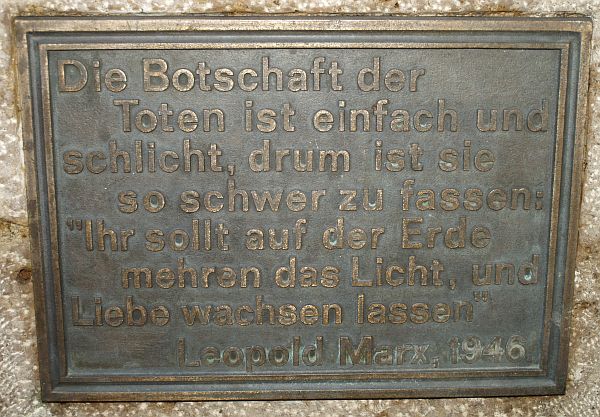 Die Botschaft der
Toten ist einfach und
schlicht, drum ist sie
so schwer zu fassen:
"Ihr sollt auf der Erde
mehren das Licht, und
Liebe wachsen lassen"
Leopold Marx, 1946